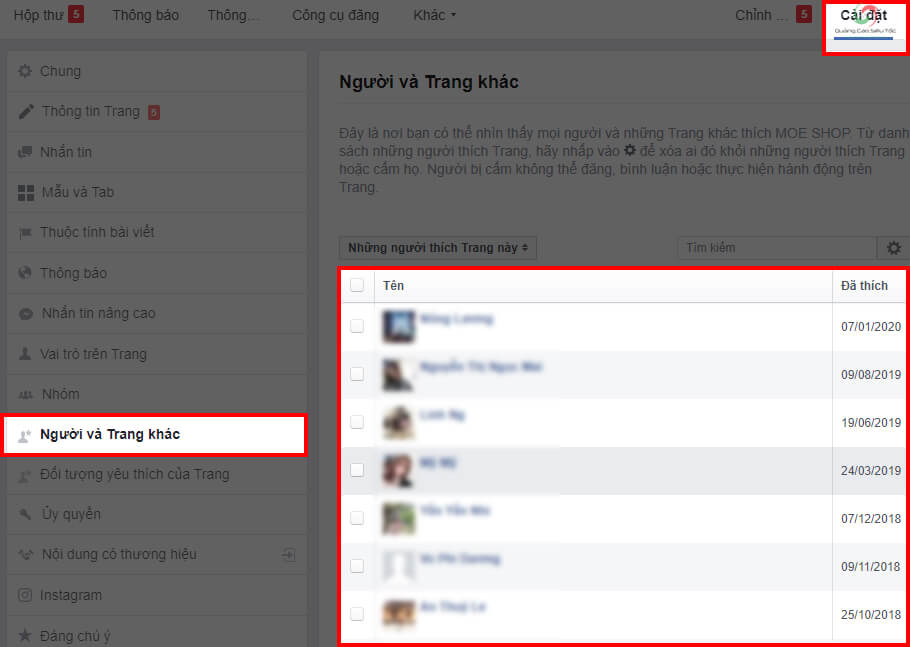 Hộp thư 5 Thông báo Thông... Công cụ đăng Khác Chỉnh ... 5 Cài đặt
Quảng Cáo Siêu Tốc
Chung
Thông tin Trang 5
Nhắn tin
Mẫu và Tab
Thuộc tính bài viết
Thông báo
Nhắn tin nâng cao
Vai trò trên Trang
Nhóm
Người và Trang khác
Đối tượng yêu thích của Trang
Ủy quyền
Nội dung có thương hiệu
Instagram
Đáng chú ý
Người và Trang khác
Đây là nơi bạn có thể nhìn thấy mọi người và những Trang khác thích MOE SHOP. Từ danh
sách những người thích Trang, hãy nhấp vào để xóa ai đó khỏi những người thích Trang
hoặc cấm họ. Người bị cấm không thể đăng, bình luận hoặc thực hiện hành động trên
Trang.
Những người thích Trang này Tìm kiếm
Tên Đã thích
07/01/2020
09/08/2019
19/06/2019
24/03/2019
07/12/2018
09/11/2018
25/10/2018